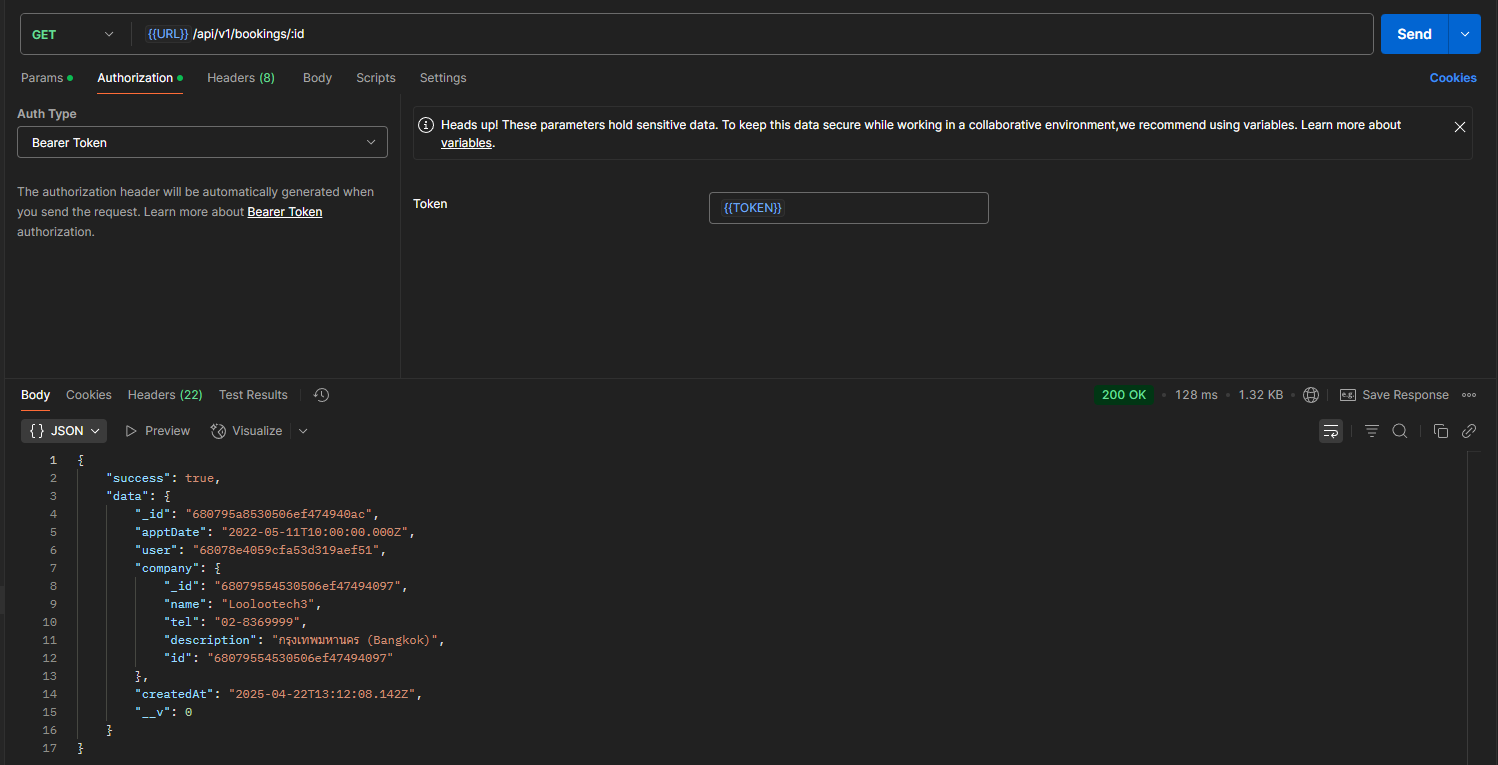 GET {{URL}} /api/v1/bookings/:id Send
Params Authorization Headers (8) Body Scripts Settings Cookies
Auth Type
Bearer Token
The authorization header will be automatically generated when
you send the request. Learn more about Bearer Token
authorization.
Heads up! These parameters hold sensitive data. To keep this data secure while working in a collaborative environment,we recommend using variables. Learn more about
variables.
Token {{TOKEN}}
Body Cookies Headers (22) Test Results 200 OK • 128 ms • 1.32 KB • e.g. Save Response
{} JSON Preview Visualize
1 {
2 "success": true,
3 "data": {
4 "_id": "680795a8530506ef474940ac",
5 "apptDate": "2022-05-11T10:00:00.000Z",
6 "user": "68078e4059cfa53d319aef51",
7 "company": {
8 "_id": "68079554530506ef47494097",
9 "name": "Loolootech3",
10 "tel": "02-8369999",
11 "description": "กรุงเทพมหานคร (Bangkok)",
12 "id": "68079554530506ef47494097"
13 },
14 "createdAt": "2025-04-22T13:12:08.142Z",
15 "__v": 0
16 }
17 }